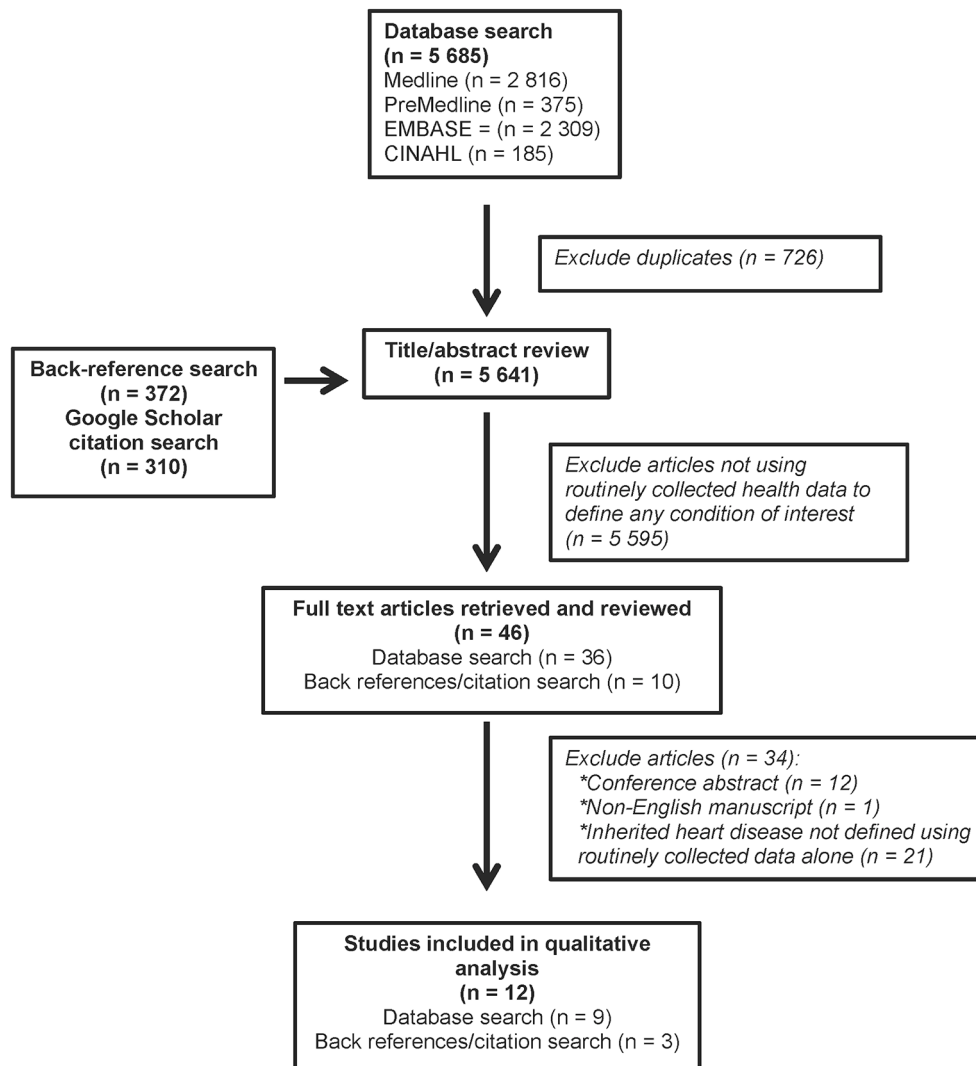 Database search
(n = 5 685)
Medline (n = 2 816)
PreMedline (n = 375)
EMBASE = (n = 2 309)
CINAHL (n = 185)
Exclude duplicates (n = 726)
Back-reference search
(n = 372)
Google Scholar
citation search
(n = 310)
Title/abstract review
(n = 5 641)
Exclude articles not using
routinely collected health data to
define any condition of interest
(n = 5 595)
Full text articles retrieved and reviewed
(n = 46)
Database search (n = 36)
Back references/citation search (n = 10)
Exclude articles (n = 34):
*Conference abstract (n = 12)
*Non-English manuscript (n = 1)
*Inherited heart disease not defined using
routinely collected data alone (n = 21)
Studies included in qualitative
analysis
(n = 12)
Database search (n = 9)
Back references/citation search (n = 3)